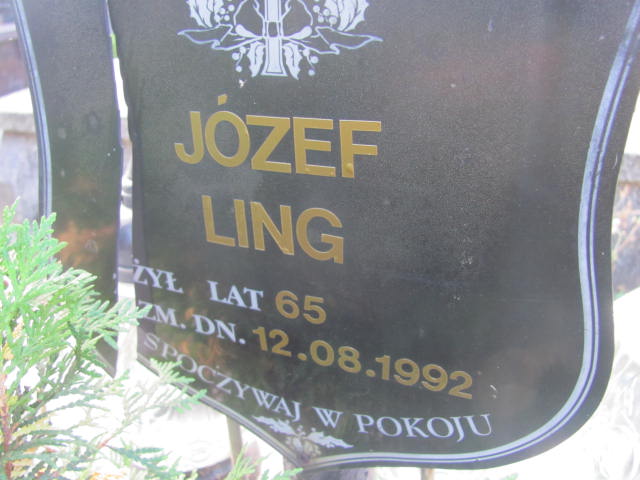 JÓZEF
LING
ŻYŁ LAT 65
ZM. DN. 12.08.1992
SPOCZYWAJ W POKOJU